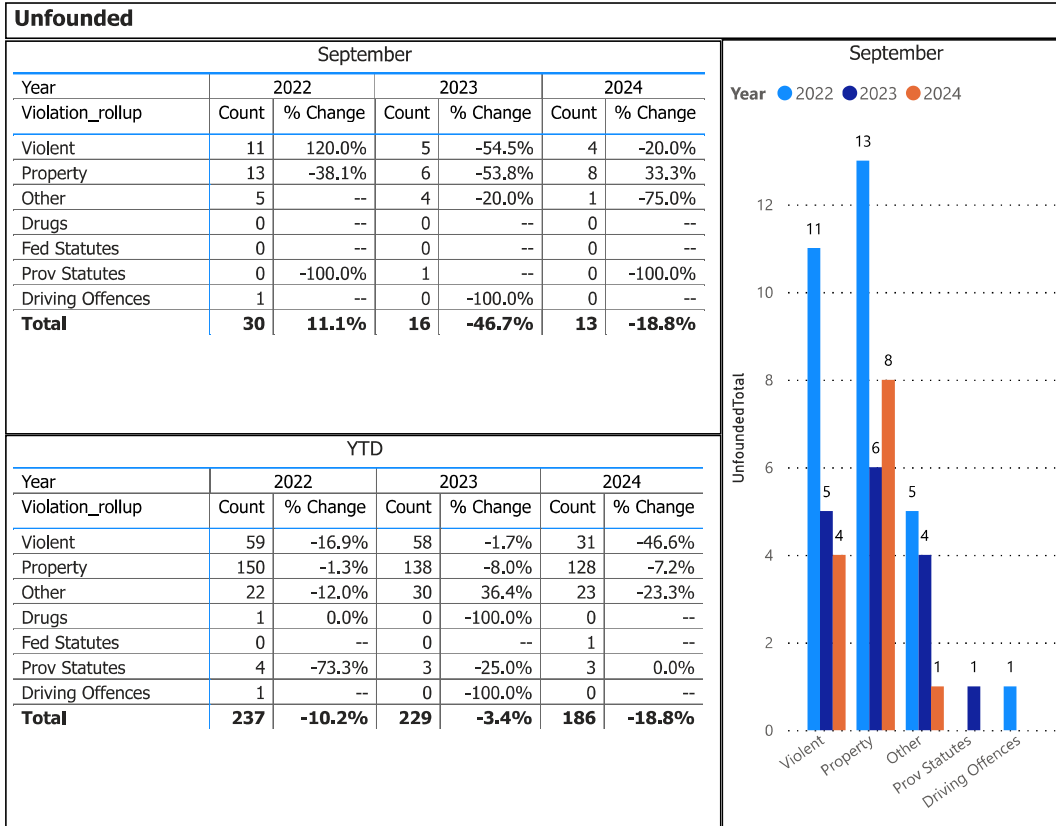 Unfounded
September
Year 2022 2023 2024
Violation_rollup Count % Change Count % Change Count % Change
Violent 11 120.0% 5 -54.5% 4 -20.0%
Property 13 -38.1% 6 -53.8% 8 33.3%
Other 5 -- 4 -20.0% 1 -75.0%
Drugs 0 -- 0 -- 0 --
Fed Statutes 0 -- 0 -- 0 --
Prov Statutes 0 -100.0% 1 -- 0 -100.0%
Driving Offences 1 -- 0 -100.0% 0 --
Total 30 11.1% 16 -46.7% 13 -18.8%
YTD
Year 2022 2023 2024
Violation_rollup Count % Change Count % Change Count % Change
Violent 59 -16.9% 58 -1.7% 31 -46.6%
Property 150 -1.3% 138 -8.0% 128 -7.2%
Other 22 -12.0% 30 36.4% 23 -23.3%
Drugs 1 0.0% 0 -100.0% 0 --
Fed Statutes 0 -- 0 -- 1 --
Prov Statutes 4 -73.3% 3 -25.0% 3 0.0%
Driving Offences 1 -- 0 -100.0% 0 --
Total 237 -10.2% 229 -3.4% 186 -18.8%
September
Year 2022 2023 2024
UnfoundedTotal
12
10
8
6
4
2
0
11
5
4
13
6
8
5
4
1
1
1
Violent
Property
Other
Prov Statutes
Driving Offences